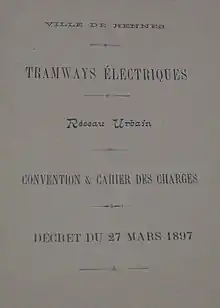 VILLE DE RENNES
TRAMWAYS ÉLECTRIQUES
Réseau Urbain
CONVENTION & CAHIER DES CHARGES
DÉCRET DU 27 MARS 1897